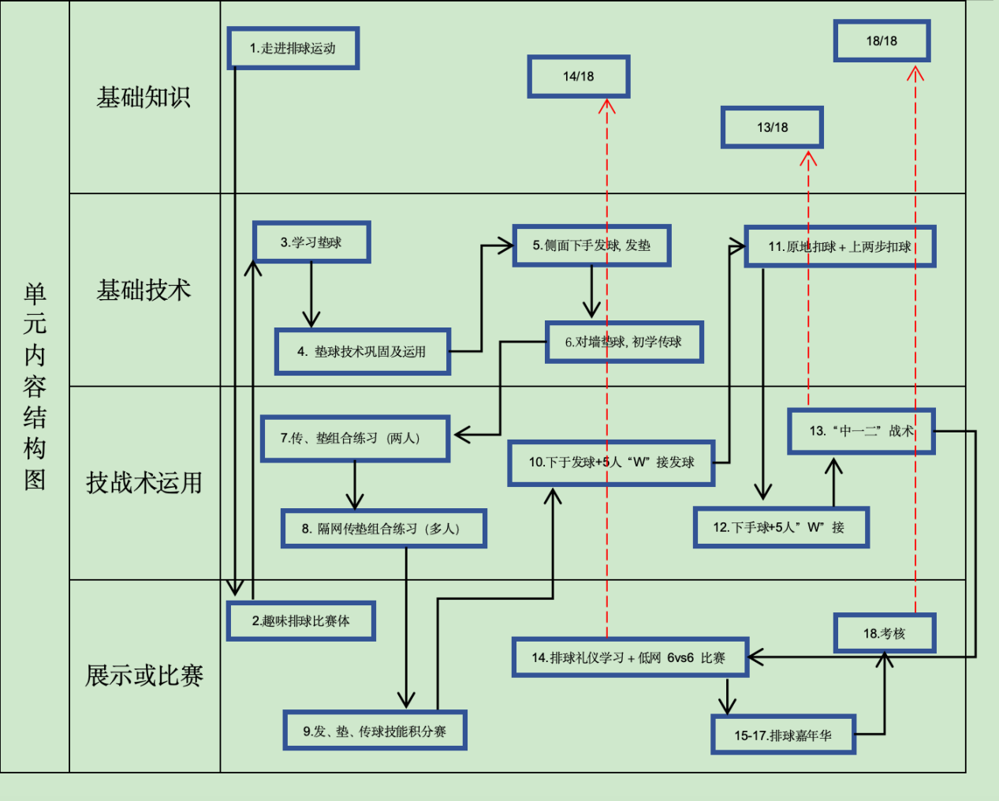 单元内容结构图
基础知识
1.走进排球运动
14/18
13/18
18/18
基础技术
3.学习垫球
4. 垫球技术巩固及运用
5.侧面下手发球, 发垫
6.对墙垫球, 初学传球
11.原地扣球 + 上两步扣球
技战术运用
7.传、垫组合练习 (两人)
8. 隔网传垫组合练习 (多人)
10.下于发球+5人 “W” 接发球
13. “中一二” 战术
12.下手球+5人” W” 接
展示或比赛
2.趣味排球比赛体
9.发、垫、传球技能积分赛
14.排球礼仪学习 + 低网 6vs6 比赛
18.考核
15-17.排球嘉年华